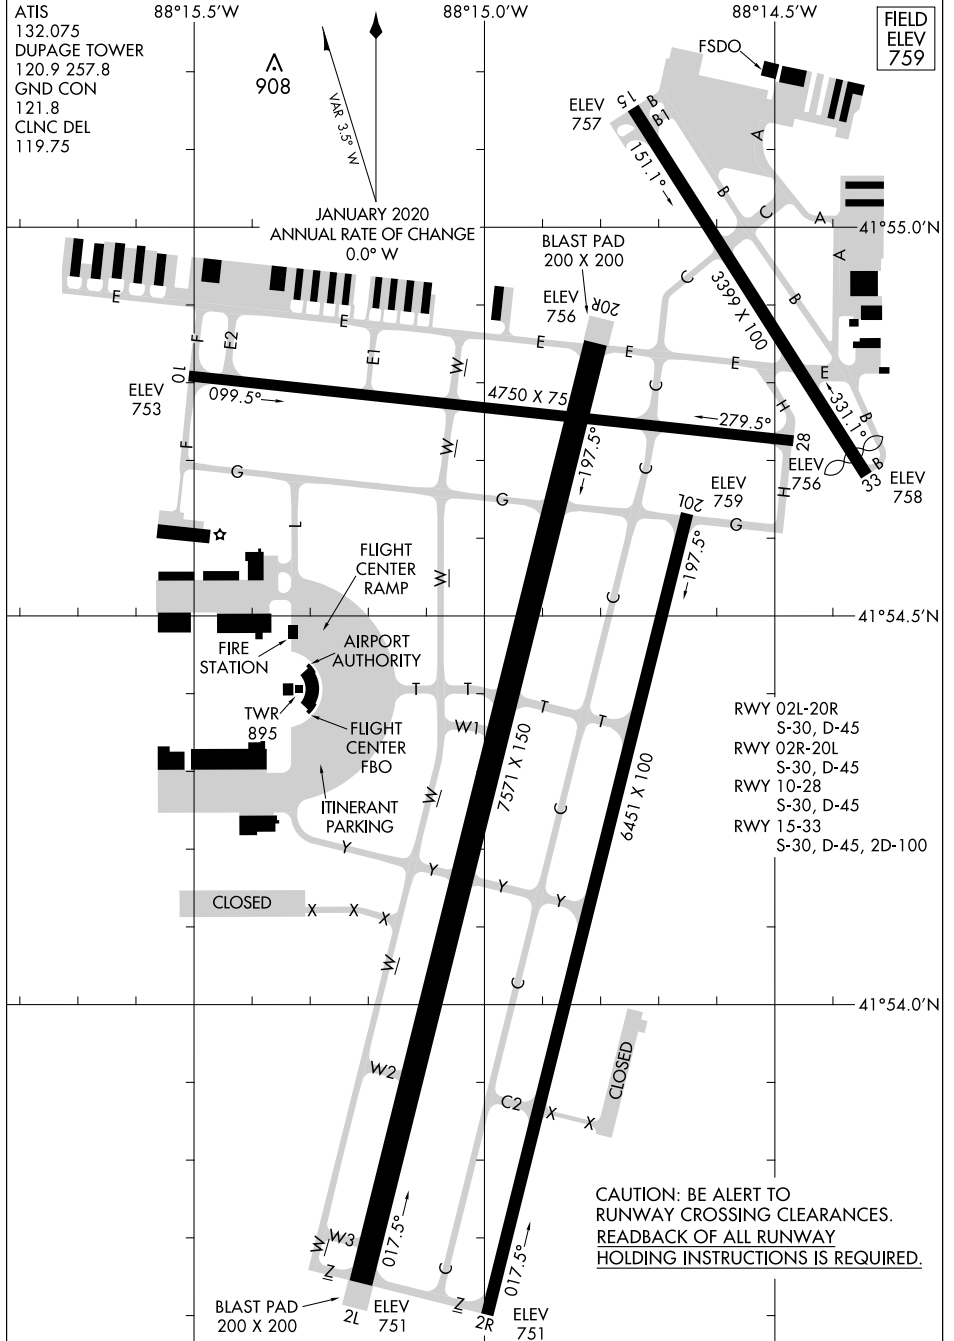 ATIS
132.075
DUPAGE TOWER
120.9 257.8
GND CON
121.8
CLNC DEL
119.75
88°15.5'W
88°15.0'W
88°14.5'W
FIELD
ELEV
759
908
VAR 3.5° W
JANUARY 2020
ANNUAL RATE OF CHANGE
0.0° W
FSDO
ELEV
757
15
B
B1
151.1°
A
B
C
A
41°55.0'N
A
BLAST PAD
200 X 200
C
C
3399 X 100
B
ELEV
756
20R
E
E
E
E
E
E
F
E2
E1
W
W
C
H
10
ELEV
753
099.5°
4750 X 75
279.5°
28
331.1°
B
B
33
ELEV
756
ELEV
758
F
W
197.5°
C
H
G
G
G
20L
ELEV
759
L
197.5°
FLIGHT
CENTER
RAMP
W
C
41°54.5'N
FIRE
STATION
AIRPORT
AUTHORITY
TWR
895
T
T
T
T
W1
FLIGHT
CENTER
FBO
7571 X 150
6451 X 100
RWY 02L-20R
S-30, D-45
RWY 02R-20L
S-30, D-45
RWY 10-28
S-30, D-45
RWY 15-33
S-30, D-45, 2D-100
ITINERANT
PARKING
W
C
Y
Y
Y
Y
CLOSED
X
X
X
W
C
41°54.0'N
W2
C2
X
X
CLOSED
CAUTION: BE ALERT TO
RUNWAY CROSSING CLEARANCES.
READBACK OF ALL RUNWAY
HOLDING INSTRUCTIONS IS REQUIRED.
W
W3
Z
017.5°
C
017.5°
Z
BLAST PAD
200 X 200
2L
ELEV
751
2R
ELEV
751